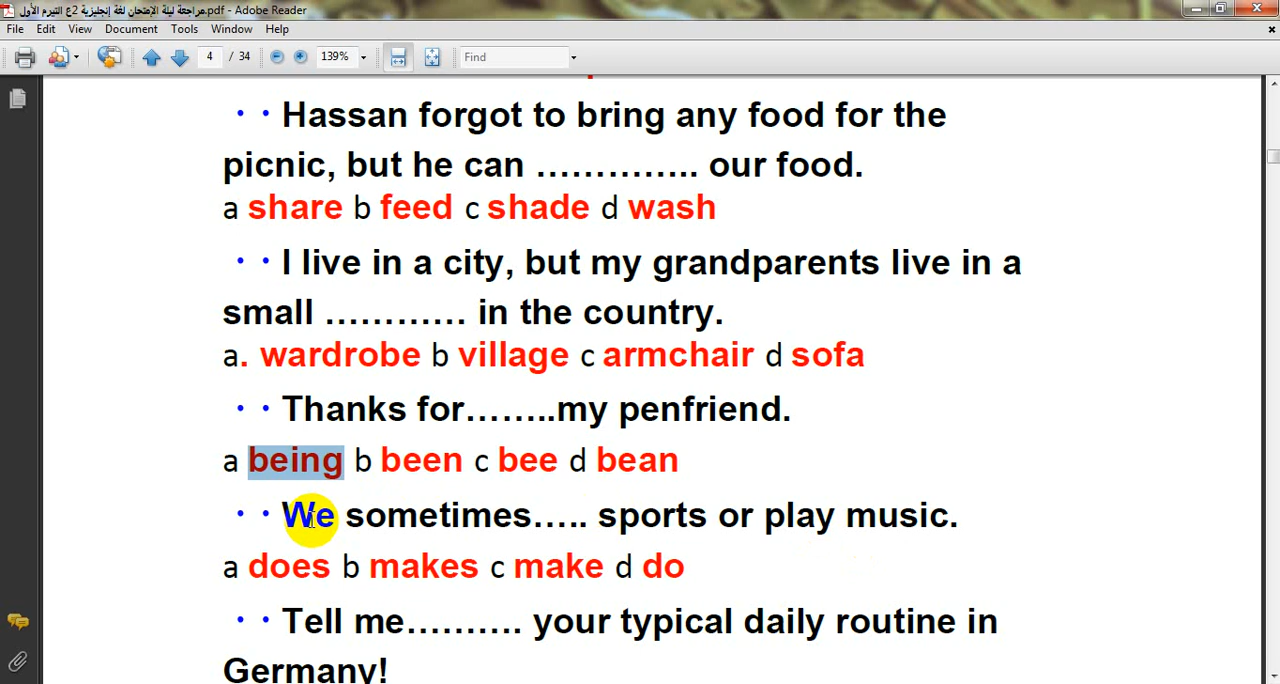 مراجعة ليلة الإمتحان لغة إنجليزية 2ع التيرم الأول.pdf - Adobe Reader
File Edit View Document Tools Window Help
4 / 34 139% Find
· · Hassan forgot to bring any food for the
picnic, but he can ………….. our food.
a share b feed c shade d wash
· · I live in a city, but my grandparents live in a
small ………… in the country.
a. wardrobe b village c armchair d sofa
· · Thanks for……..my penfriend.
a being b been c bee d bean
· · We sometimes….. sports or play music.
a does b makes c make d do
· · Tell me………. your typical daily routine in
Germany!